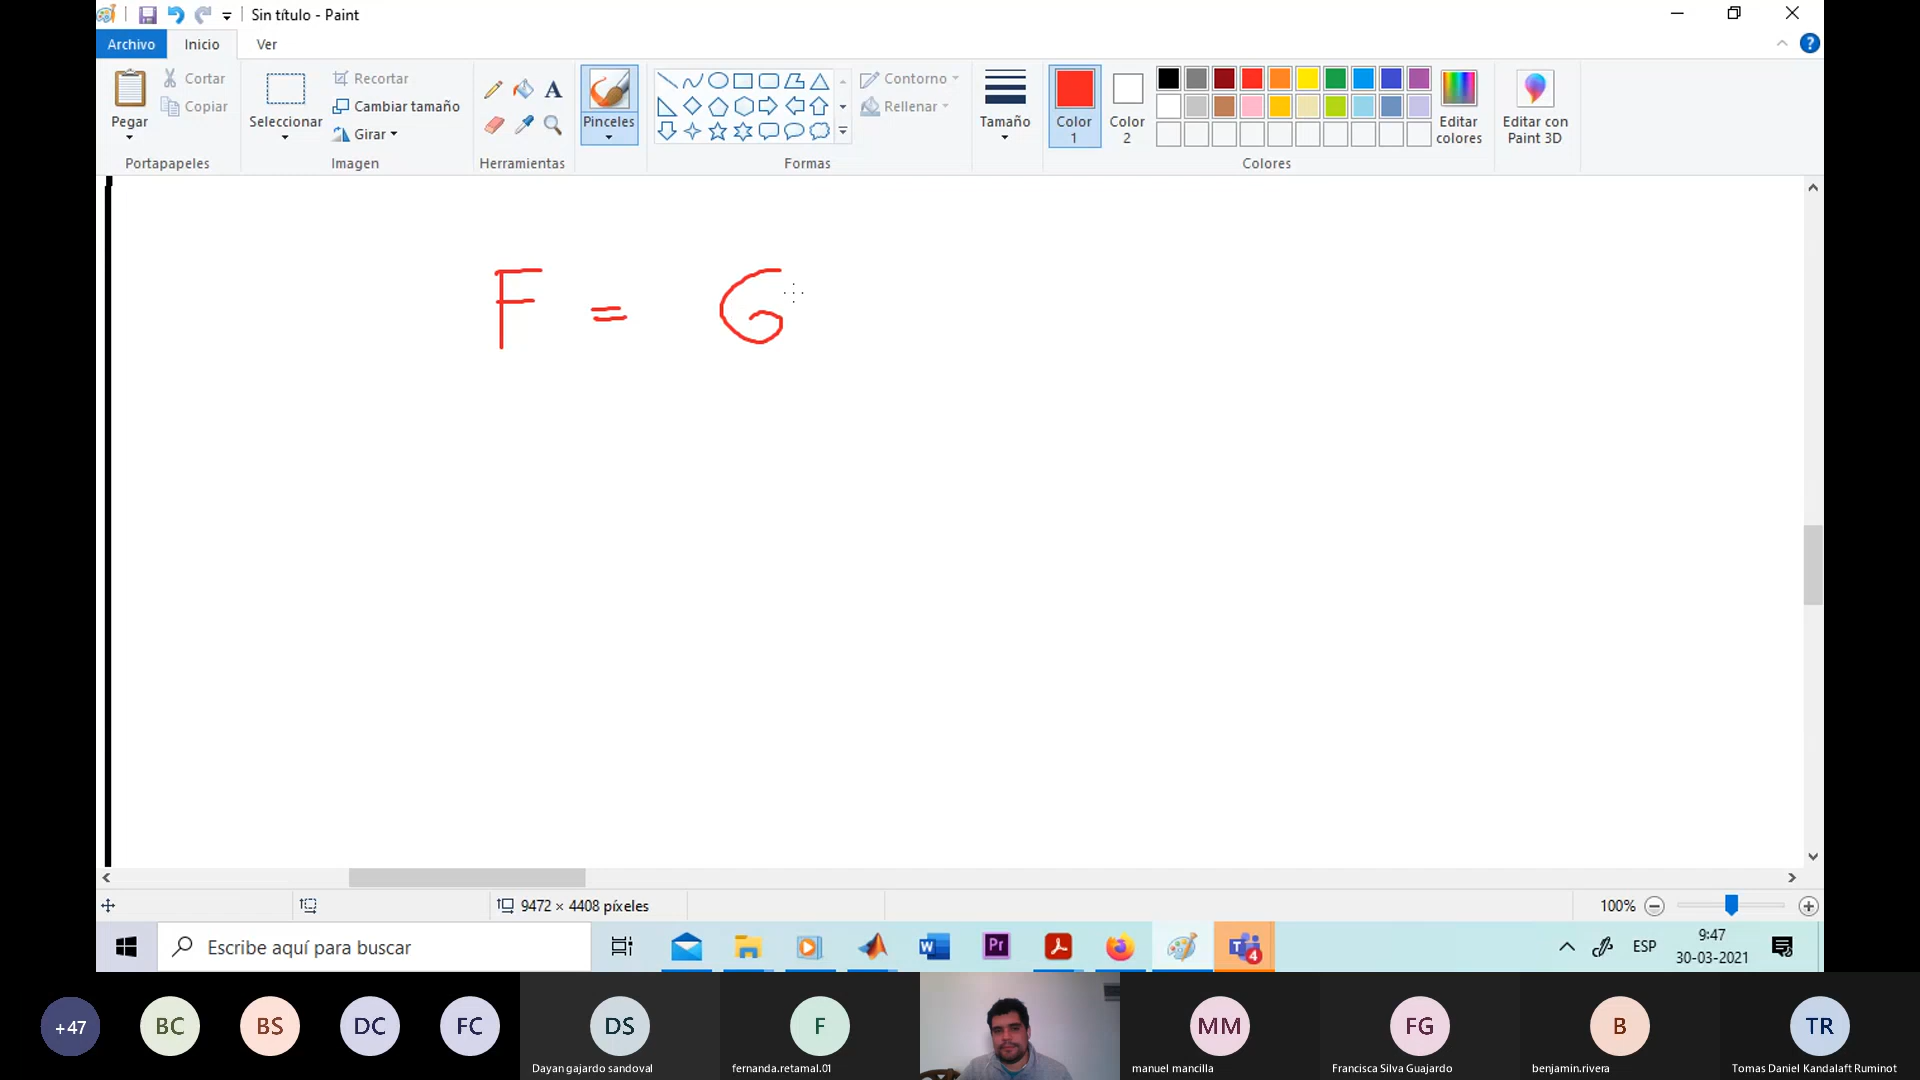 Sin título - Paint
Archivo Inicio Ver
Pegar Cortar Copiar Portapapeles
Seleccionar Recortar Cambiar tamaño Girar Imagen
A Herramientas
Pinceles
Contorno Rellenar Formas
Tamaño
Color 1 Color 2 Editar colores Colores
Editar con Paint 3D
F = G
9472 × 4408 píxeles 100%
Escribe aquí para buscar W Pr T 4 ESP 9:47
30-03-2021
+47 BC BS DC FC DS F MM FG B TR
Dayan gajardo sandoval fernanda.retamal.01 manuel mancilla Francisca Silva Guajardo benjamin.rivera Tomas Daniel Kandalaft Ruminot